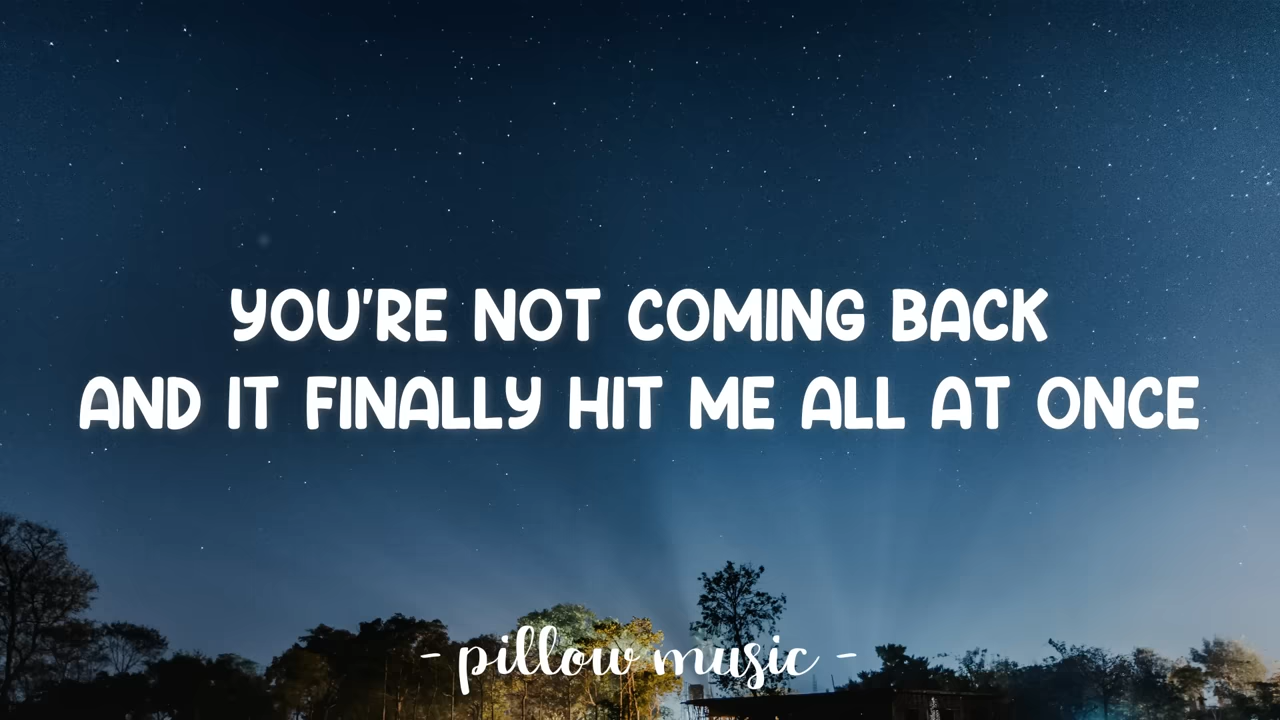 YOU'RE NOT COMING BACK
AND IT FINALLY HIT ME ALL AT ONCE
- pillow music -